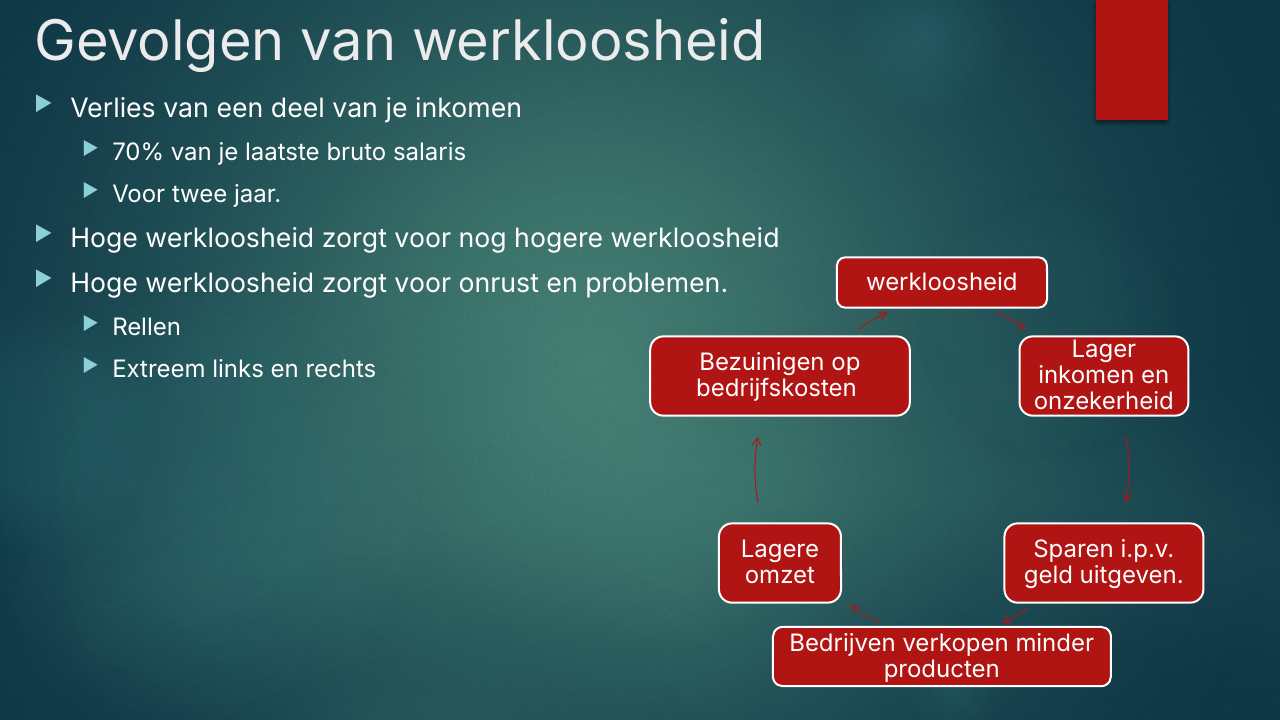 Gevolgen van werkloosheid
Verlies van een deel van je inkomen
70% van je laatste bruto salaris
Voor twee jaar.
Hoge werkloosheid zorgt voor nog hogere werkloosheid
Hoge werkloosheid zorgt voor onrust en problemen.
Rellen
Extreem links en rechts
werkloosheid
Lager
inkomen en
onzekerheid
Sparen i.p.v.
geld uitgeven.
Bedrijven verkopen minder
producten
Lagere
omzet
Bezuinigen op
bedrijfskosten